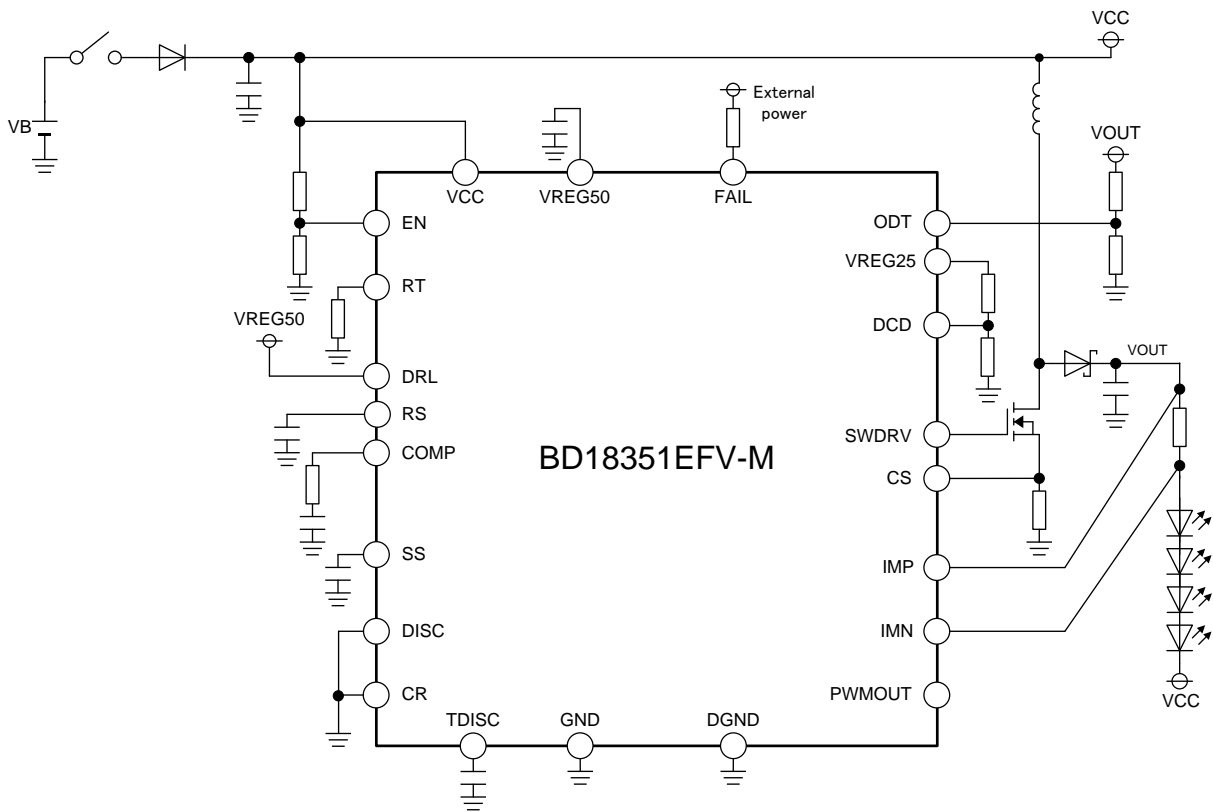 VCC
External
power
VB
VOUT
VCC
VREG50
FAIL
EN
ODT
VREG25
RT
VREG50
DCD
DRL
VOUT
RS
SWDRV
COMP
BD18351EFV-M
CS
SS
IMP
DISC
IMN
CR
PWMOUT
VCC
TDISC
GND
DGND